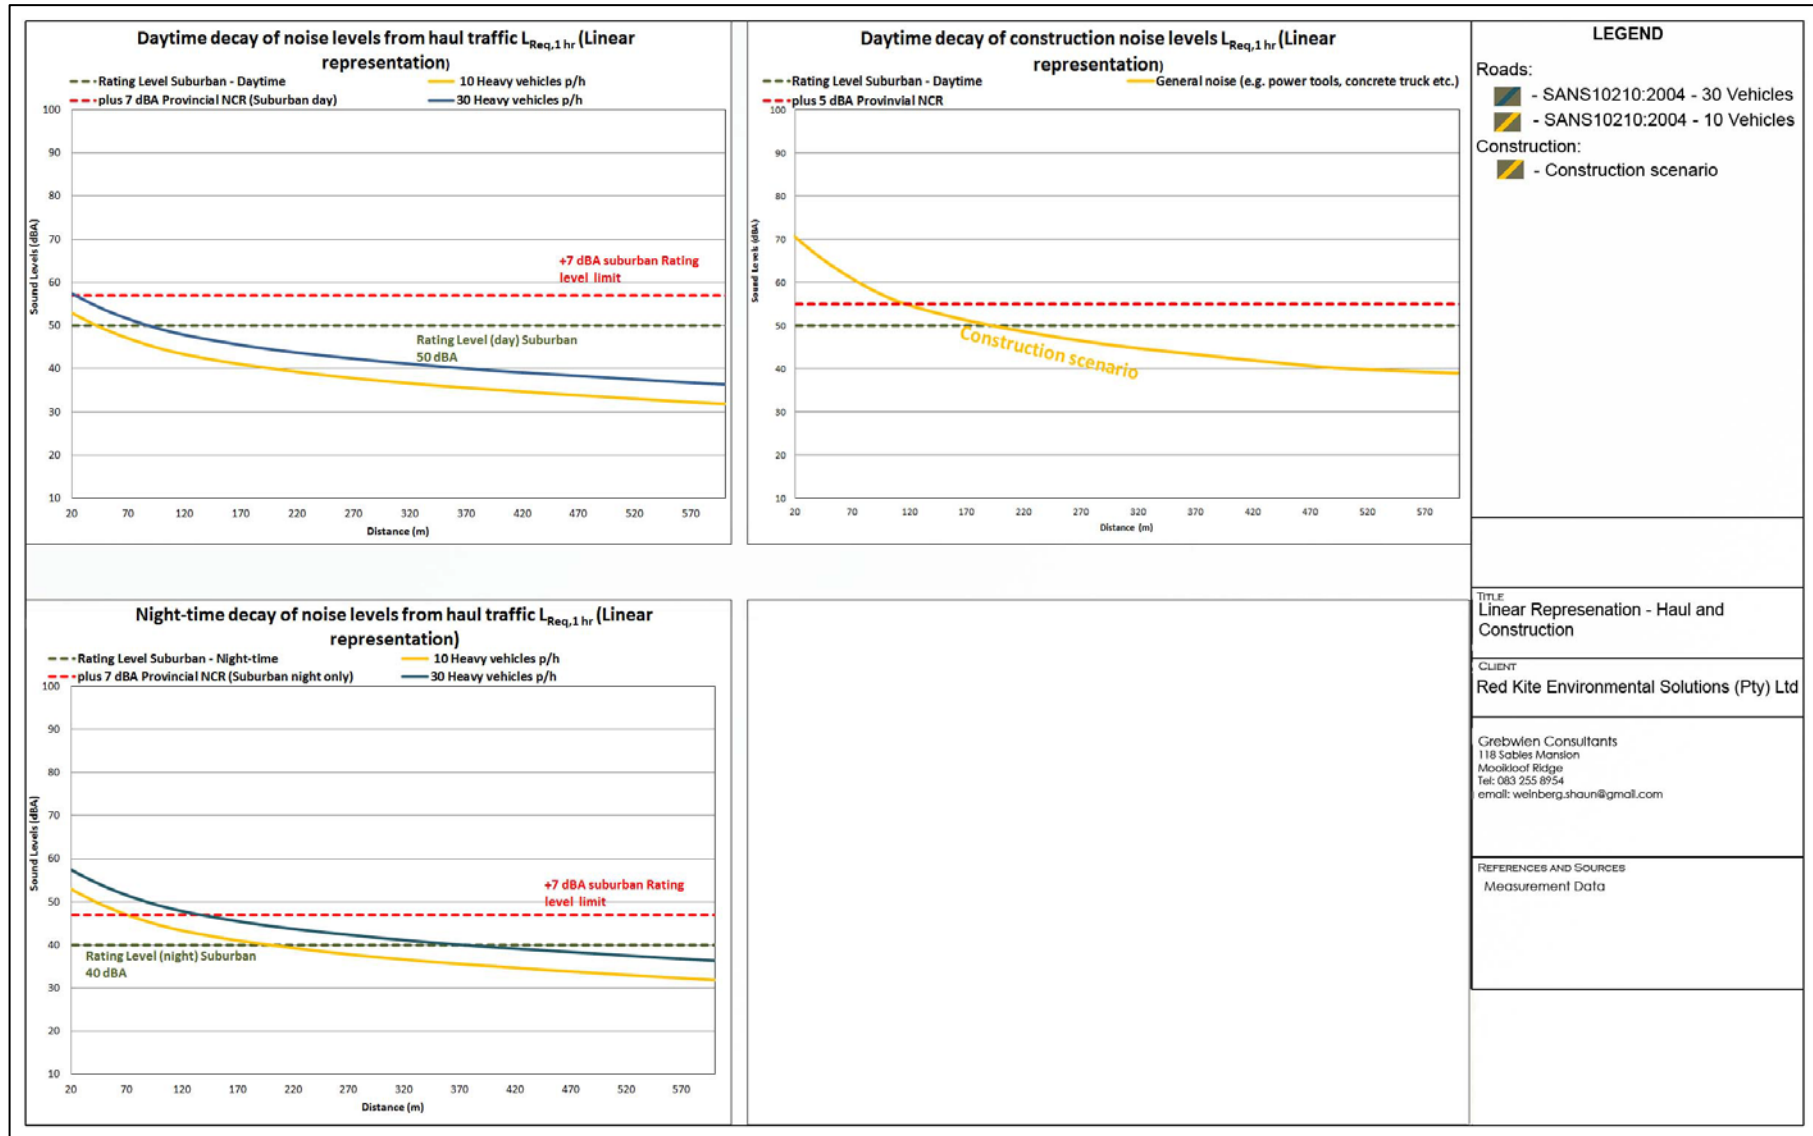 Daytime decay of noise levels from haul traffic LReq,1 hr (Linear
representation)
Rating Level Suburban - Daytime
10 Heavy vehicles p/h
plus 7 dBA Provincial NCR (Suburban day)
30 Heavy vehicles p/h
100
90
80
70
60
50
40
30
20
10
Sound Levels (dBA)
+7 dBA suburban Rating
level limit
Rating Level (day) Suburban
50 dBA
20 70 120 170 220 270 320 370 420 470 520 570
Distance (m)
Daytime decay of construction noise levels LReq,1 hr (Linear
representation)
Rating Level Suburban - Daytime
General noise (e.g. power tools, concrete truck etc.)
plus 5 dBA Provinvial NCR
100
90
80
70
60
50
40
30
20
10
Sound Levels (dBA)
Construction scenario
20 70 120 170 220 270 320 370 420 470 520 570
Distance (m)
Night-time decay of noise levels from haul traffic LReq,1 hr (Linear
representation)
Rating Level Suburban - Night-time
10 Heavy vehicles p/h
plus 7 dBA Provincial NCR (Suburban night only)
30 Heavy vehicles p/h
100
90
80
70
60
50
40
30
20
10
Sound Levels (dBA)
+7 dBA suburban Rating
level limit
Rating Level (night) Suburban
40 dBA
20 70 120 170 220 270 320 370 420 470 520 570
Distance (m)
LEGEND
Roads:
- SANS10210:2004 - 30 Vehicles
- SANS10210:2004 - 10 Vehicles
Construction:
- Construction scenario
TITLE
Linear Represenation - Haul and
Construction
CLIENT
Red Kite Environmental Solutions (Pty) Ltd
Grebwien Consultants
118 Sables Mansion
Mooikloof Ridge
Tel: 083 255 8954
email: weinberg.shaun@gmail.com
REFERENCES AND SOURCES
Measurement Data